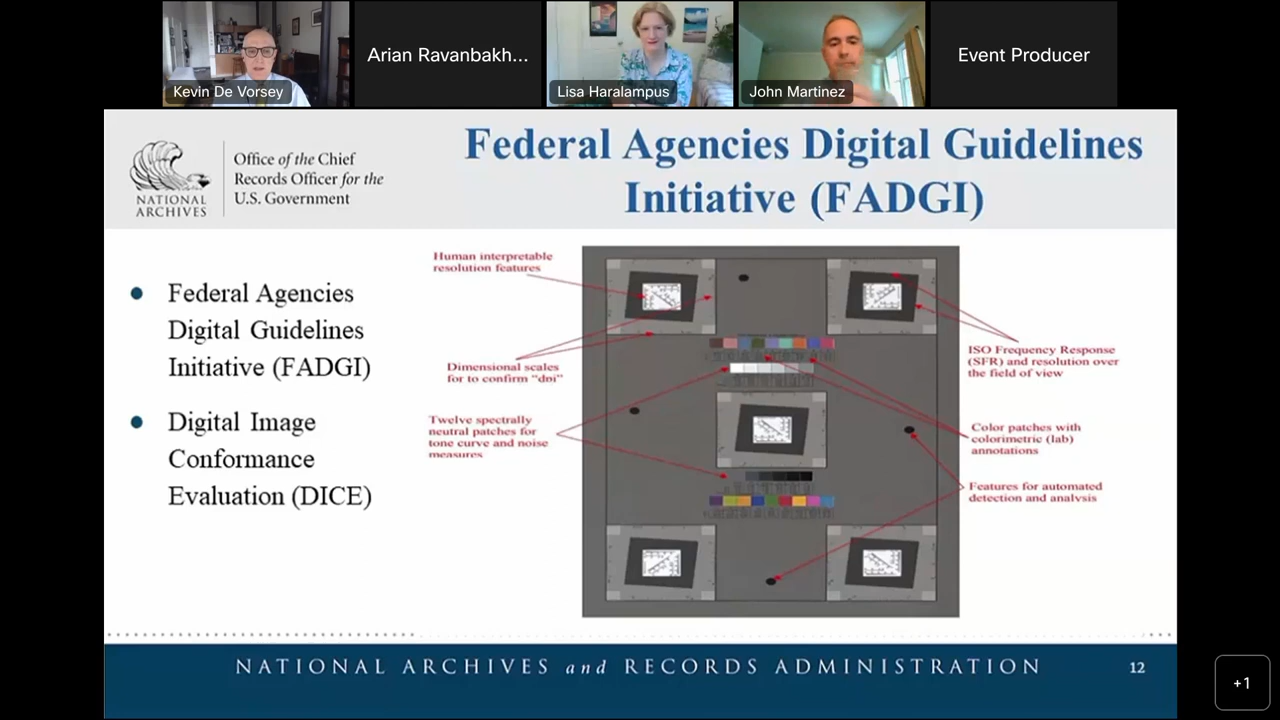 Kevin De Vorsey
Arian Ravanbakh...
Lisa Haralampus
John Martinez
Event Producer
NATIONAL
ARCHIVES
Office of the Chief
Records Officer for the
U.S. Government
Federal Agencies Digital Guidelines
Initiative (FADGI)
Federal Agencies
Digital Guidelines
Initiative (FADGI)
Digital Image
Conformance
Evaluation (DICE)
Human interpretable
resolution features
Dimensional scales
for to confirm "dpi"
Twelve spectrally
neutral patches for
tone curve and noise
measures
ISO Frequency Response
(SFR) and resolution over
the field of view
Color patches with
colorimetric (lab)
annotations
Features for automated
detection and analysis
NATIONAL ARCHIVES and RECORDS ADMINISTRATION
12
+1